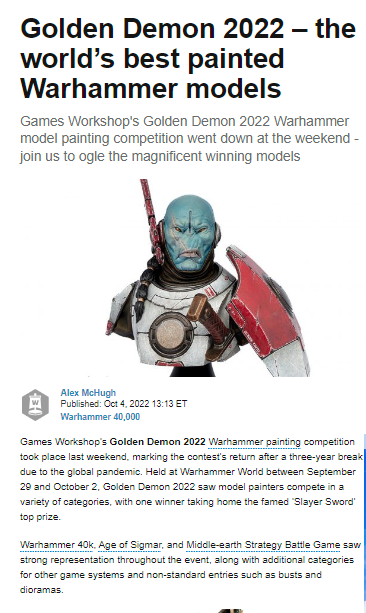 Golden Demon 2022 – the
world’s best painted
Warhammer models
Games Workshop's Golden Demon 2022 Warhammer
model painting competition went down at the weekend -
join us to ogle the magnificent winning models
Alex McHugh
Published: Oct 4, 2022 13:13 ET
Warhammer 40,000
Games Workshop's Golden Demon 2022 Warhammer painting competition
took place last weekend, marking the contest's return after a three-year break
due to the global pandemic. Held at Warhammer World between September
29 and October 2, Golden Demon 2022 saw model painters compete in a
variety of categories, with one winner taking home the famed 'Slayer Sword'
top prize.
Warhammer 40k, Age of Sigmar, and Middle-earth Strategy Battle Game saw
strong representation throughout the event, along with additional categories
for other game systems and non-standard entries such as busts and
dioramas.